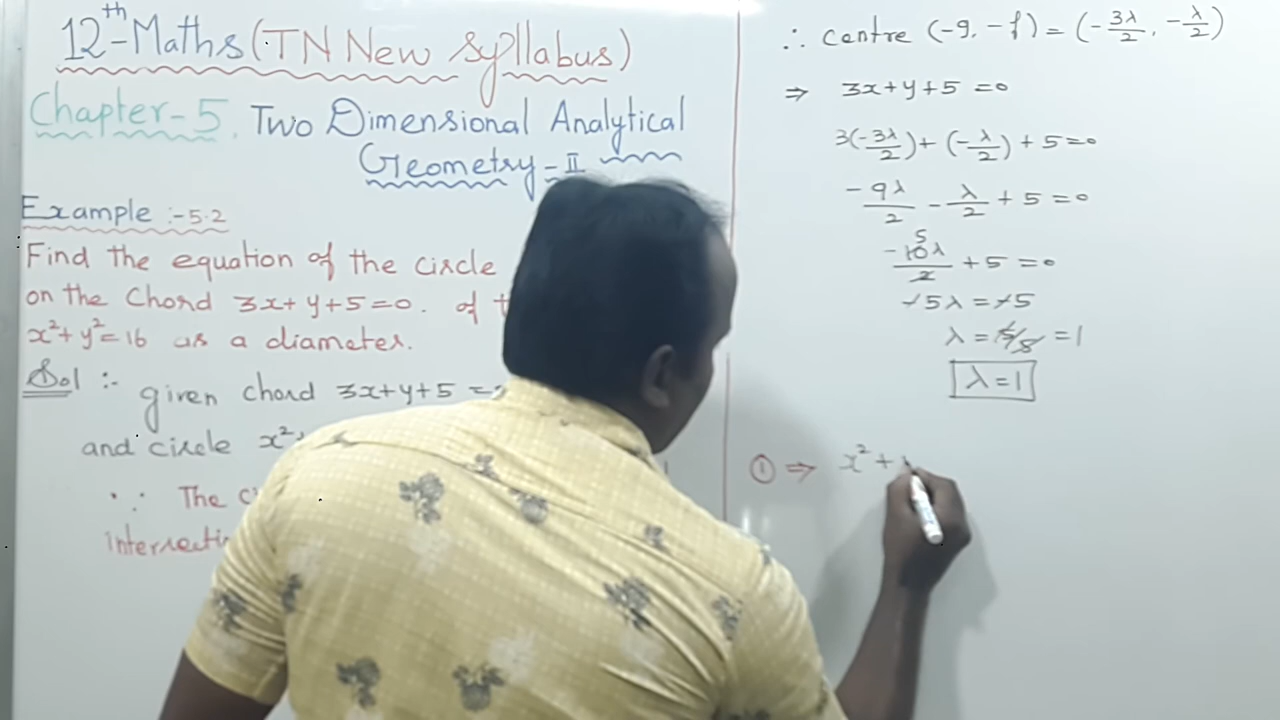 12th-Maths (TN New Syllabus)
Chapter-5. Two Dimensional Analytical
Geometry-II
Example :-5.2
Find the equation of the circle
on the Chord 3x+y+5=0. of
x²+y²=16 as a diameter.
Sol :- given chord 3x+y+5 =
and circle x²+
∵ The
∴ centre (-g, -f) = (-3λ/2, -λ/2)
⇒ 3x+y+5 =0
3(-3λ/2)+(-λ/2)+5=0
-9λ/2 - λ/2 + 5 =0
-10λ/2 +5 =0
5
-5λ = -5
λ = 5/5 =1
λ =1
① ⇒ x² +